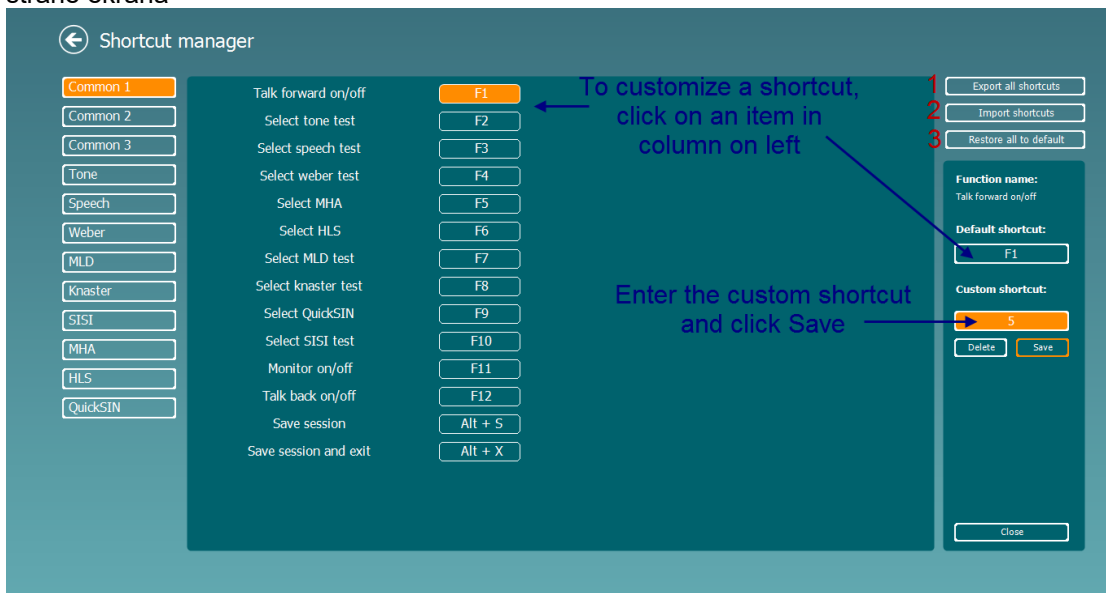 Shortcut manager
Common 1
Common 2
Common 3
Tone
Speech
Weber
MLD
Knaster
SISI
MHA
HLS
QuickSIN
Talk forward on/off F1
Select tone test F2
Select speech test F3
Select weber test F4
Select MHA F5
Select HLS F6
Select MLD test F7
Select knaster test F8
Select QuickSIN F9
Select SISI test F10
Monitor on/off F11
Talk back on/off F12
Save session Alt + S
Save session and exit Alt + X
To customize a shortcut,
click on an item in
column on left
Enter the custom shortcut
and click Save
1 Export all shortcuts
2 Import shortcuts
3 Restore all to default
Function name:
Talk forward on/off
Default shortcut:
F1
Custom shortcut:
5
Delete Save
Close